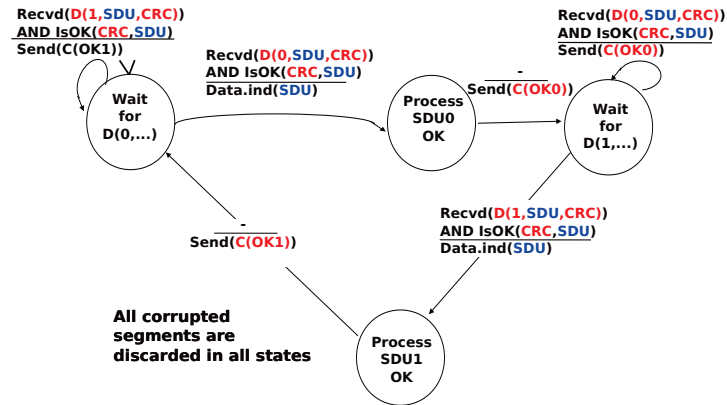 Recvd(D(1,SDU,CRC))
AND IsOK(CRC,SDU)
Send(C(OK1))
Wait
for
D(0,...)
Recvd(D(0,SDU,CRC))
AND IsOK(CRC,SDU)
Data.ind(SDU)
Process
SDU0
OK
-
Send(C(OK0))
Recvd(D(0,SDU,CRC))
AND IsOK(CRC,SDU)
Send(C(OK0))
Wait
for
D(1,...)
Recvd(D(1,SDU,CRC))
AND IsOK(CRC,SDU)
Data.ind(SDU)
-
Send(C(OK1))
Process
SDU1
OK
All corrupted
segments are
discarded in all states